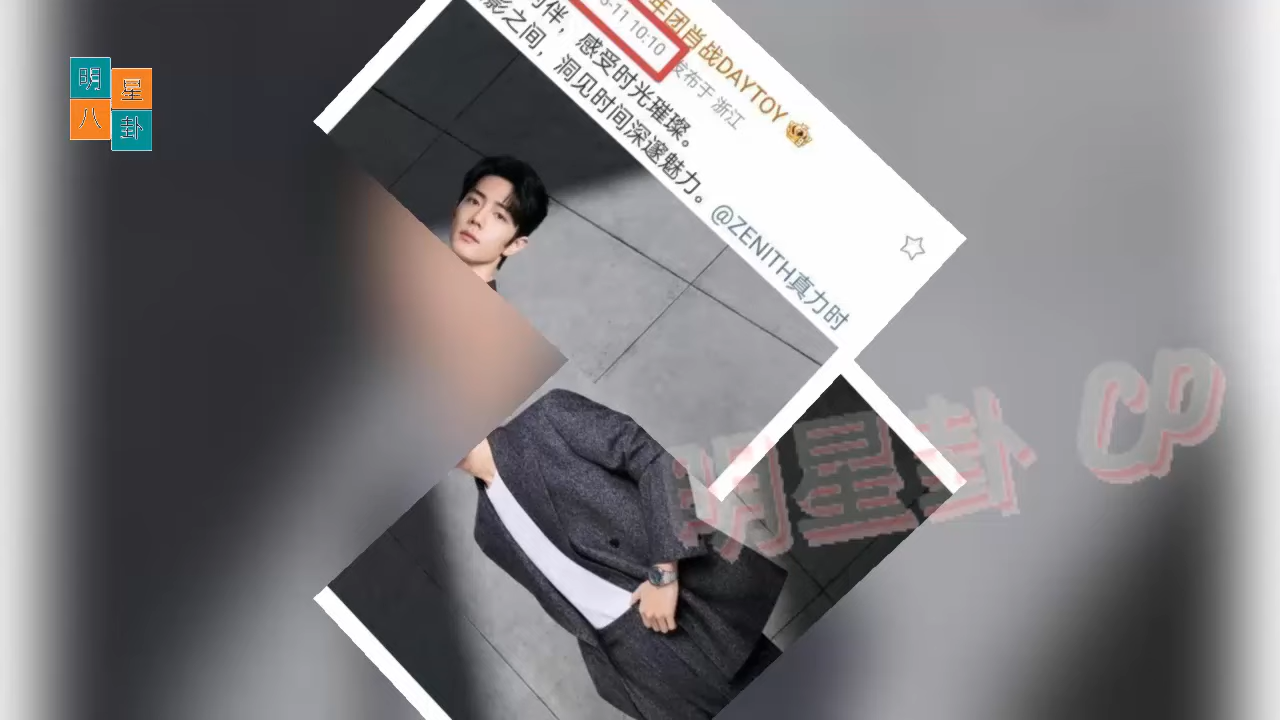 明星
八卦
年团肖战DAYTOY
-11 10:10
发布于 浙江
伴，感受时光璀璨。
影之间，洞见时间深邃魅力。@ZENITH真力时
明星卦 CP